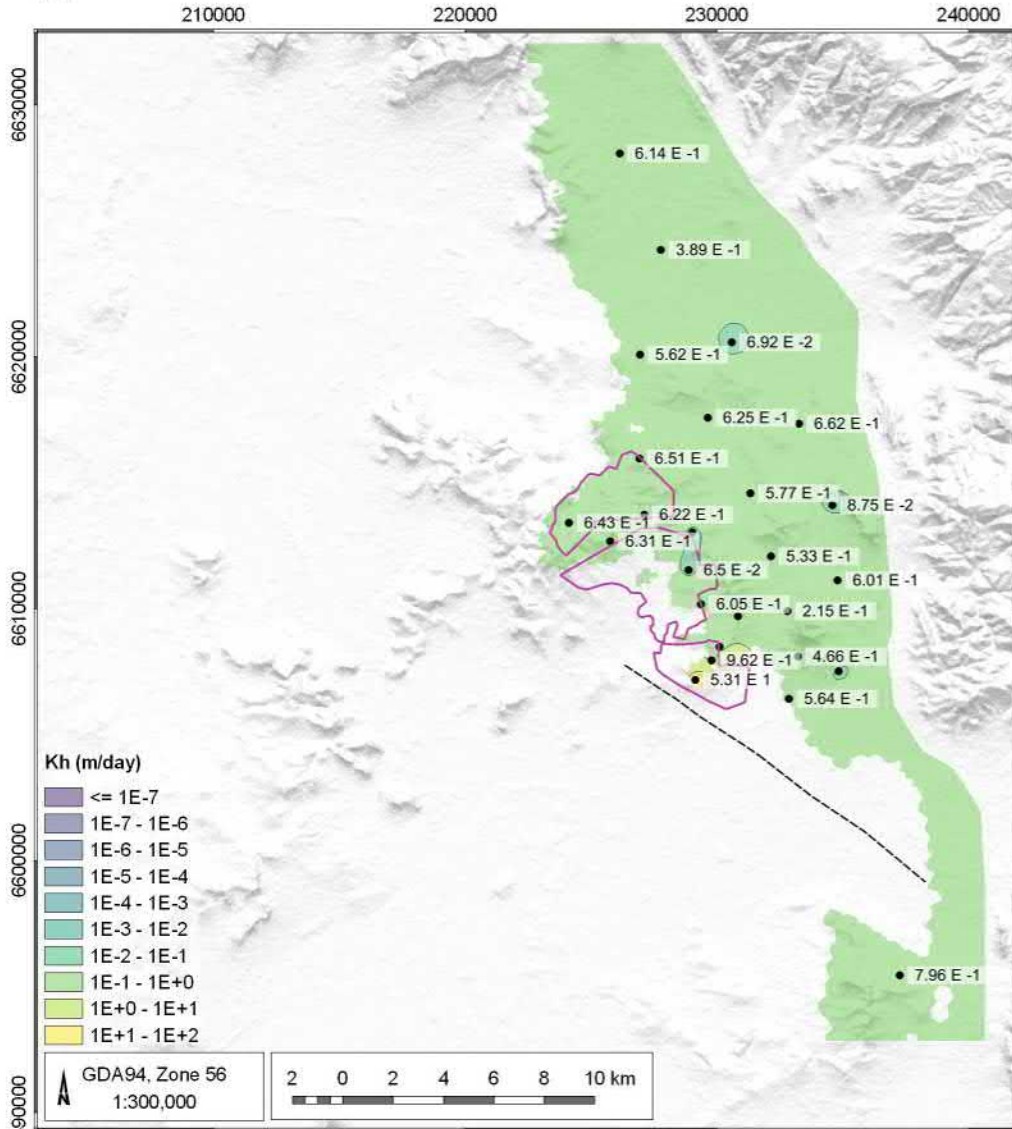 210000
220000
230000
240000
6630000
6620000
6610000
6600000
90000
6.14 E -1
3.89 E -1
6.92 E -2
5.62 E -1
6.25 E -1
6.62 E -1
6.51 E -1
5.77 E -1
8.75 E -2
6.22 E -1
6.43 E -1
6.31 E -1
5.33 E -1
6.5 E -2
6.01 E -1
6.05 E -1
2.15 E -1
9.62 E -1
4.66 E -1
5.31 E 1
5.64 E -1
7.96 E -1
Kh (m/day)
<= 1E-7
1E-7 - 1E-6
1E-6 - 1E-5
1E-5 - 1E-4
1E-4 - 1E-3
1E-3 - 1E-2
1E-2 - 1E-1
1E-1 - 1E+0
1E+0 - 1E+1
1E+1 - 1E+2
GDA94, Zone 56
1:300,000
2 0 2 4 6 8 10 km